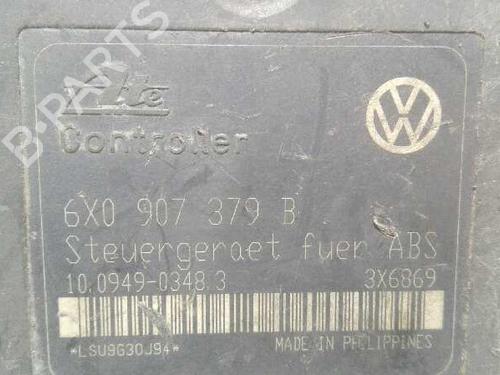 B-PARTS
Ate
Controller
6X0 907 379 B
Steuergeraet fuer ABS
10.0949-0348.3 3X6869
*LSU9G30J94* MADE IN PHILIPPINES